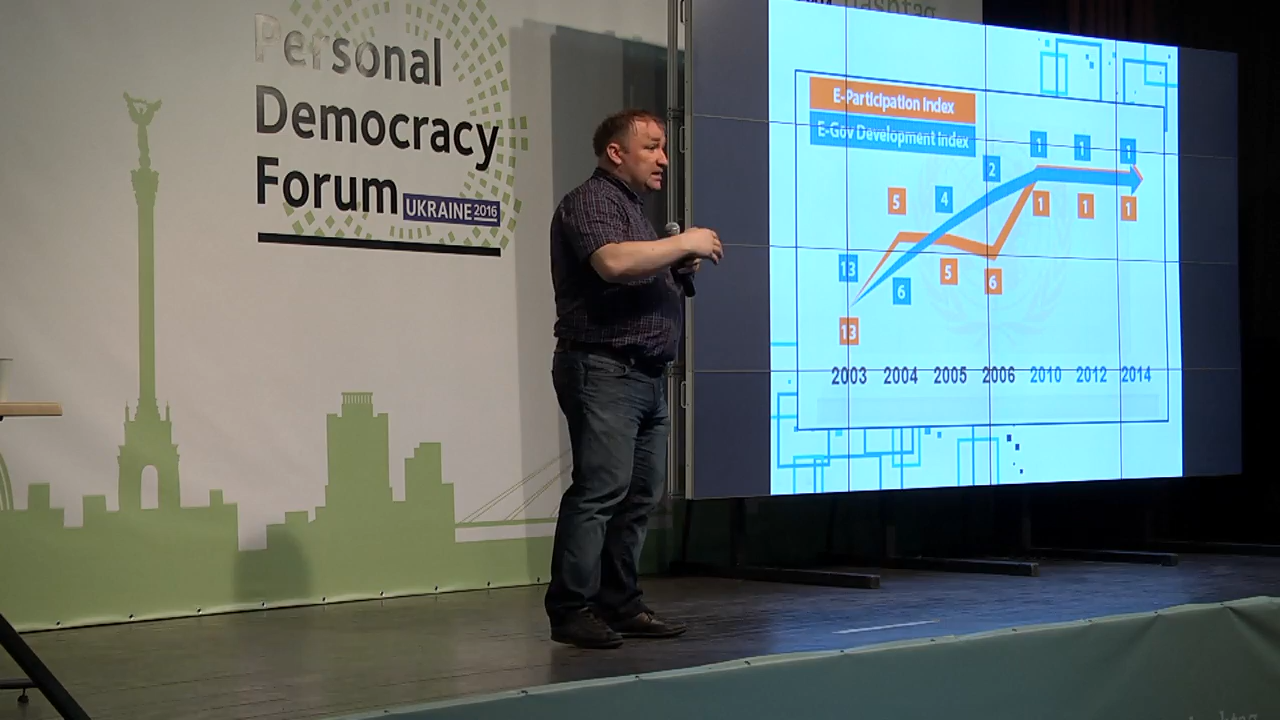 Personal
Democracy
Forum
UKRAINE 2016
hashtag
E-Participation Index
E-Gov Development index
1 1 1
2
5 4
1 1 1
13 5 6
6
13
2003 2004 2005 2006 2010 2012 2014